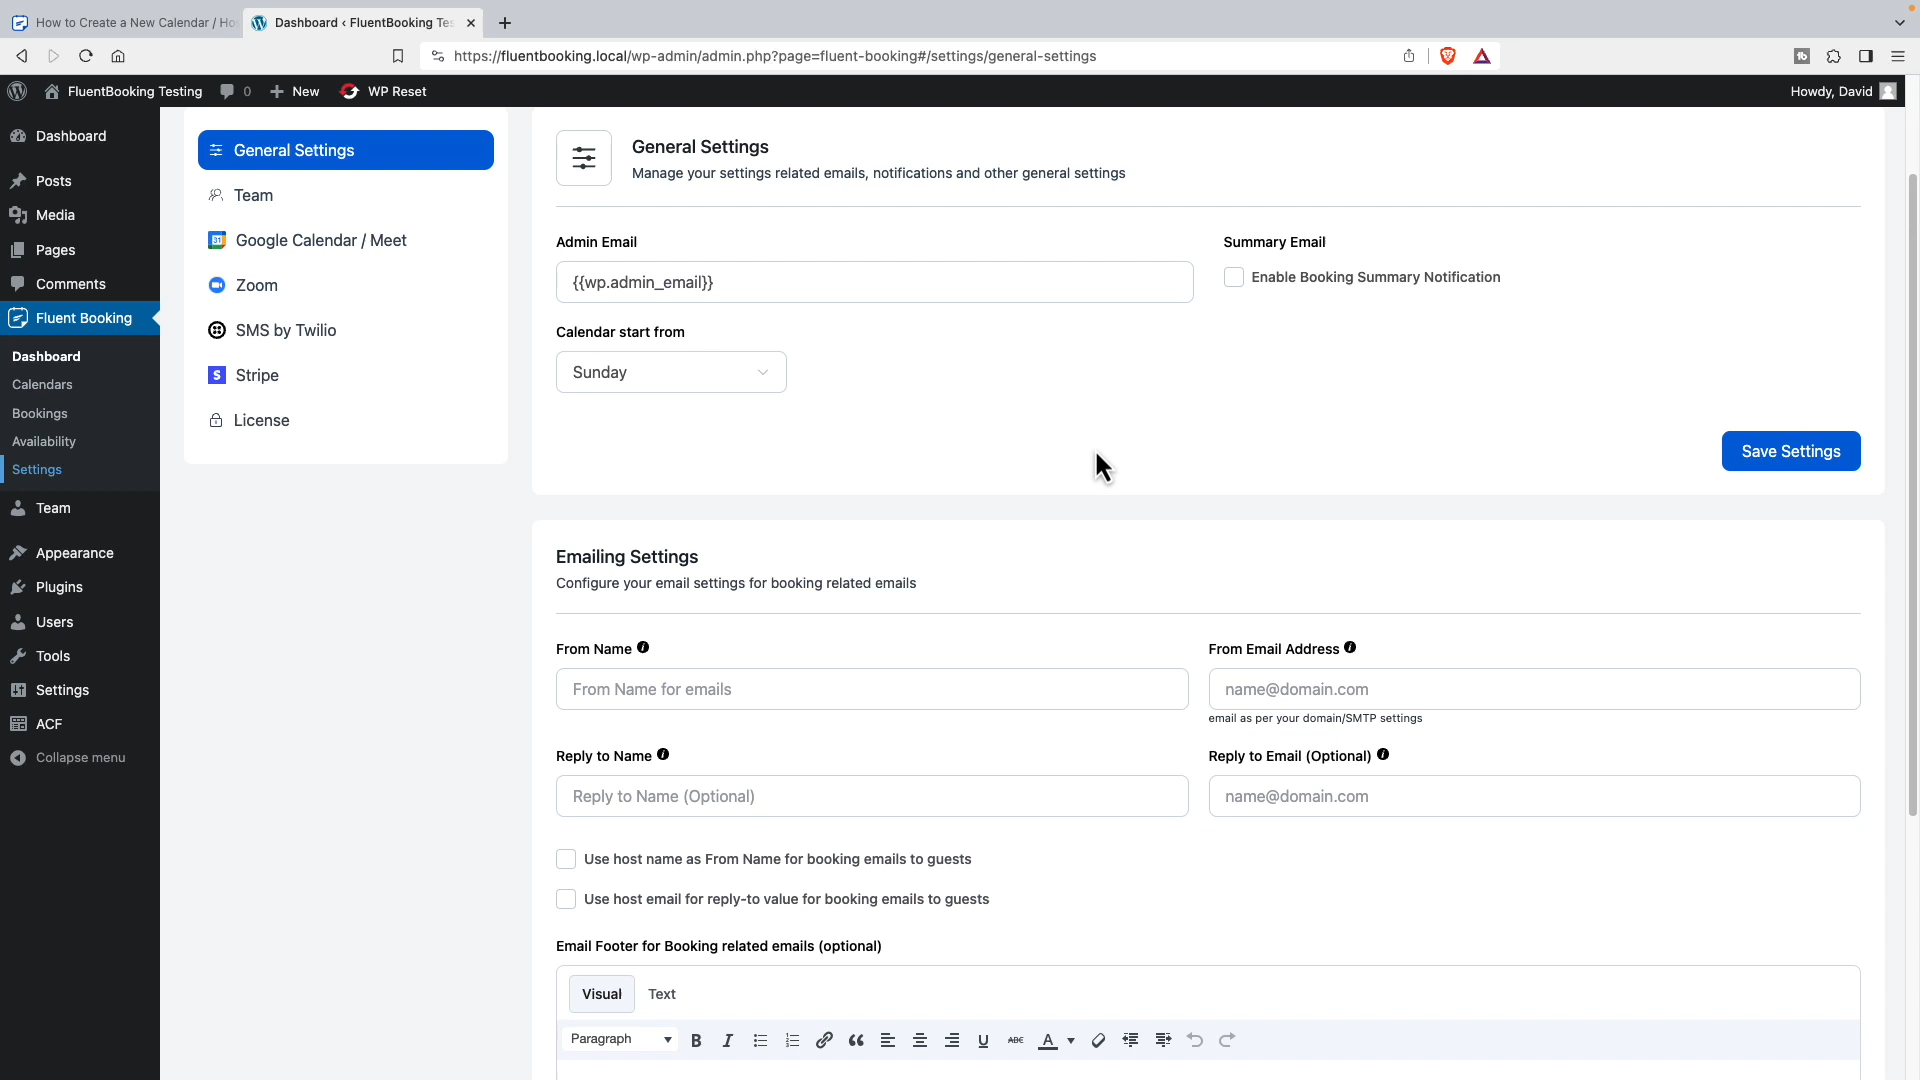 How to Create a New Calendar / Ho
Dashboard ‹ FluentBooking Te
https://fluentbooking.local/wp-admin/admin.php?page=fluent-booking#/settings/general-settings
FluentBooking Testing
0
New
WP Reset
Howdy, David
Dashboard
Posts
Media
Pages
Comments
Fluent Booking
Dashboard
Calendars
Bookings
Availability
Settings
Team
Appearance
Plugins
Users
Tools
Settings
ACF
Collapse menu
General Settings
Team
31
Google Calendar / Meet
Zoom
SMS by Twilio
S
Stripe
License
General Settings
Manage your settings related emails, notifications and other general settings
Admin Email
Summary Email
{{wp.admin_email}}
Enable Booking Summary Notification
Calendar start from
Sunday
Save Settings
Emailing Settings
Configure your email settings for booking related emails
From Name
From Email Address
From Name for emails
name@domain.com
email as per your domain/SMTP settings
Reply to Name
Reply to Email (Optional)
Reply to Name (Optional)
name@domain.com
Use host name as From Name for booking emails to guests
Use host email for reply-to value for booking emails to guests
Email Footer for Booking related emails (optional)
Visual
Text
Paragraph
B
I
U
ABC
A